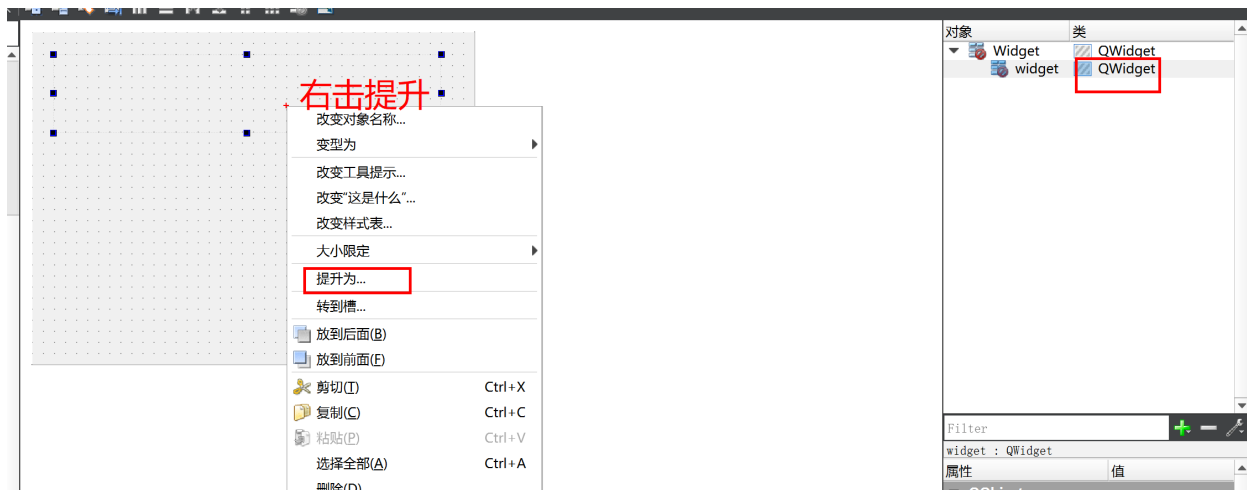 对象 类
Widget QWidget
widget QWidget
右击提升
改变对象名称...
变型为
改变工具提示...
改变“这是什么”...
改变样式表...
大小限定
提升为...
转到槽...
放到后面(B)
放到前面(F)
剪切(T) Ctrl+X
复制(C) Ctrl+C
粘贴(P) Ctrl+V
选择全部(A) Ctrl+A
删除(D)
Filter
widget : QWidget
属性 值
QObject